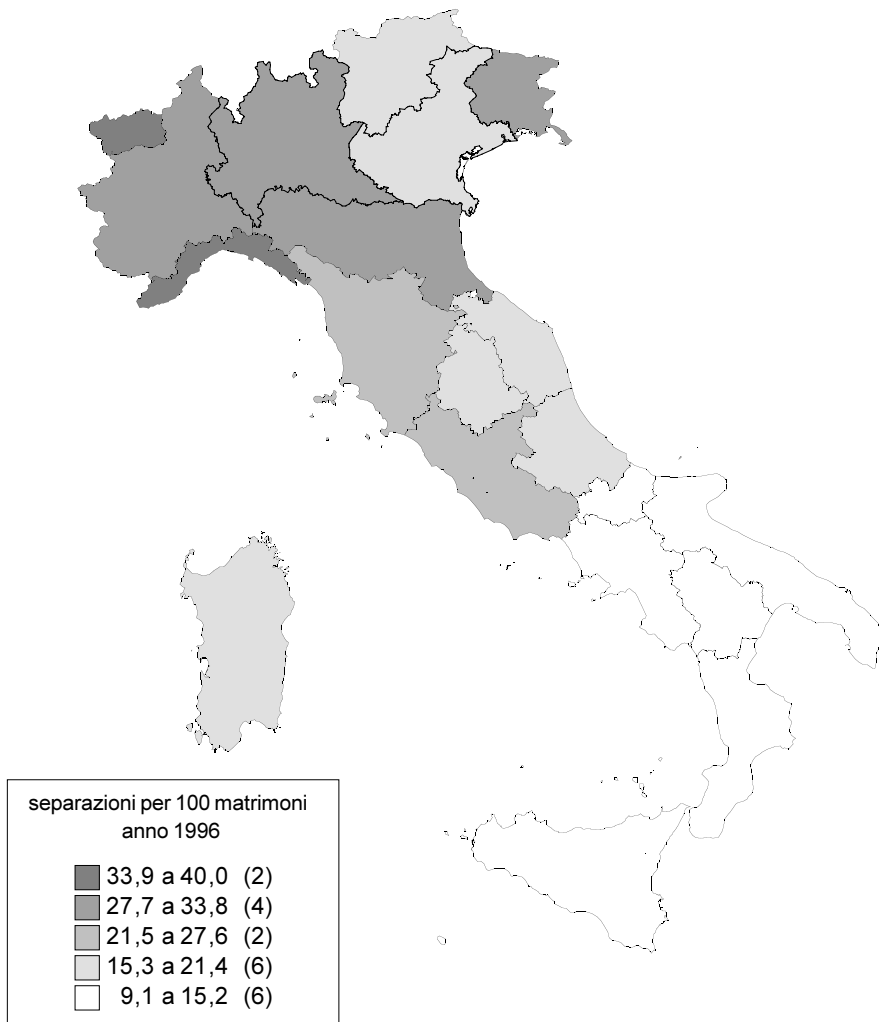 separazioni per 100 matrimoni
anno 1996
33,9 a 40,0 (2)
27,7 a 33,8 (4)
21,5 a 27,6 (2)
15,3 a 21,4 (6)
9,1 a 15,2 (6)